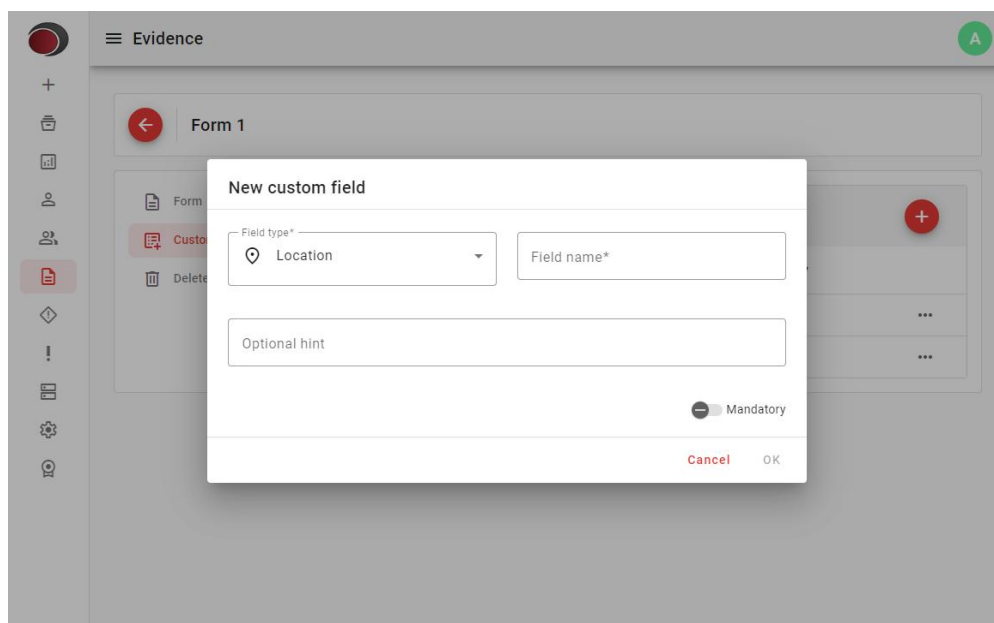 Evidence
A
Form 1
New custom field
Form
Field type*
Location
Field name*
Custo
Delete
Optional hint
Mandatory
Cancel OK